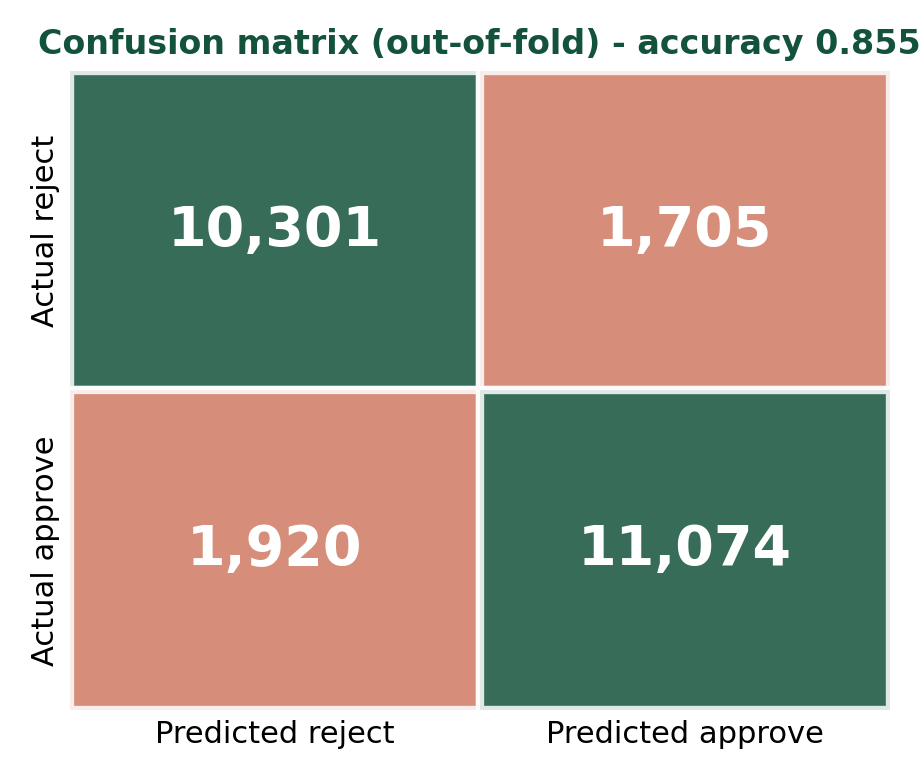 Confusion matrix (out-of-fold) - accuracy 0.855
Actual reject
10,301
1,705
Actual approve
1,920
11,074
Predicted reject
Predicted approve